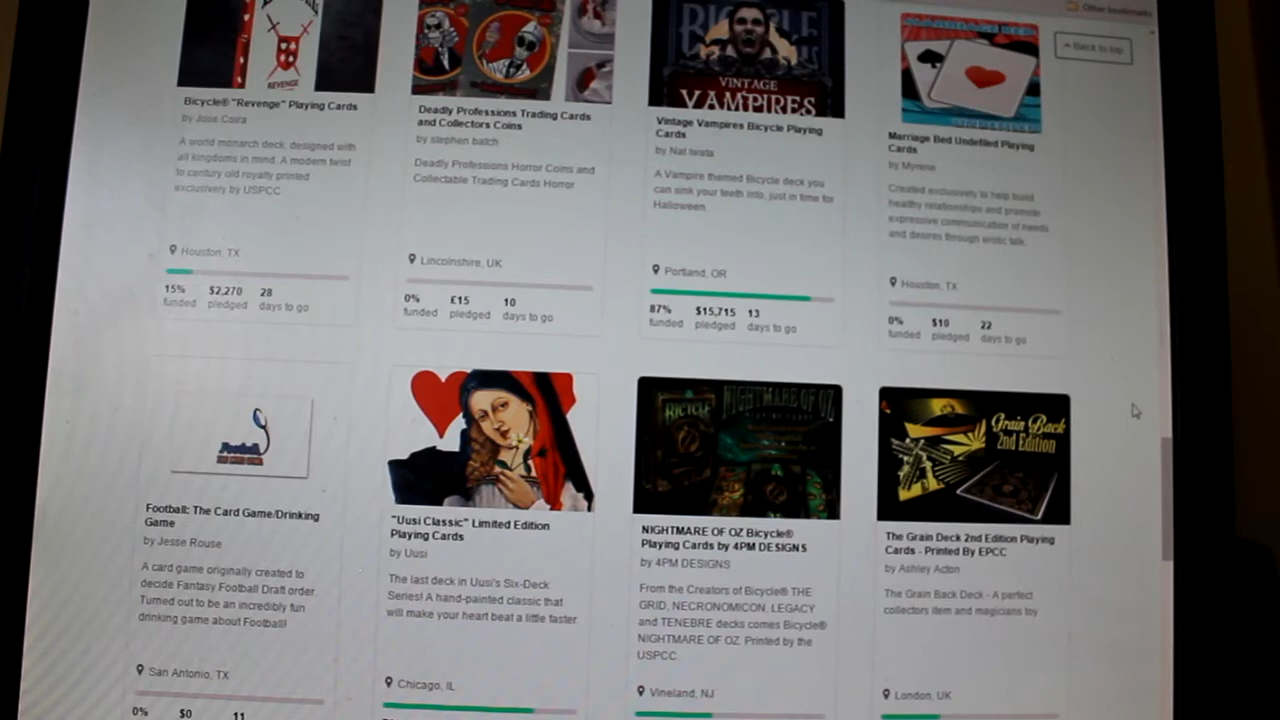 Other bookmarks
Back to top
REVENGE
BICYCLE
VINTAGE
VAMPIRES
MARRIAGE BED
Bicycle® "Revenge" Playing Cards
by Jose Coira
A world monarch deck, designed with
all kingdoms in mind. A modern twist
to century old royalty printed
exclusively by USPCC
Houston, TX
15% $2,270 28
funded pledged days to go
Deadly Professions Trading Cards
and Collectors Coins
by stephen batch
Deadly Professions Horror Coins and
Collectable Trading Cards Horror
Lincolnshire, UK
0% £15 10
funded pledged days to go
Vintage Vampires Bicycle Playing
Cards
by Nat Iwata
A Vampire themed Bicycle deck you
can sink your teeth into, just in time for
Halloween.
Portland, OR
87% $15,715 13
funded pledged days to go
Marriage Bed Undefiled Playing
Cards
by Myrene
Created exclusively to help build
healthy relationships and promote
expressive communication of needs
and desires through erotic talk.
Houston, TX
0% $10 22
funded pledged days to go
Football
Football: The Card Game/Drinking
Game
by Jesse Rouse
A card game originally created to
decide Fantasy Football Draft order.
Turned out to be an incredibly fun
drinking game about Football!
San Antonio, TX
0% $0 11
"Uusi Classic" Limited Edition
Playing Cards
by Uusi
The last deck in Uusi's Six-Deck
Series! A hand-painted classic that
will make your heart beat a little faster
Chicago, IL
BICYCLE
NIGHTMARE OF OZ
NIGHTMARE OF OZ Bicycle®
Playing Cards by 4PM DESIGNS
by 4PM DESIGNS
From the Creators of Bicycle® THE
GRID, NECRONOMICON, LEGACY
and TENEBRE decks comes Bicycle®
NIGHTMARE OF OZ. Printed by the
USPCC.
Vineland, NJ
Grain Back
2nd Edition
The Grain Deck 2nd Edition Playing
Cards - Printed By EPCC
by Ashley Acton
The Grain Back Deck - A perfect
collectors item and magicians toy
London, UK